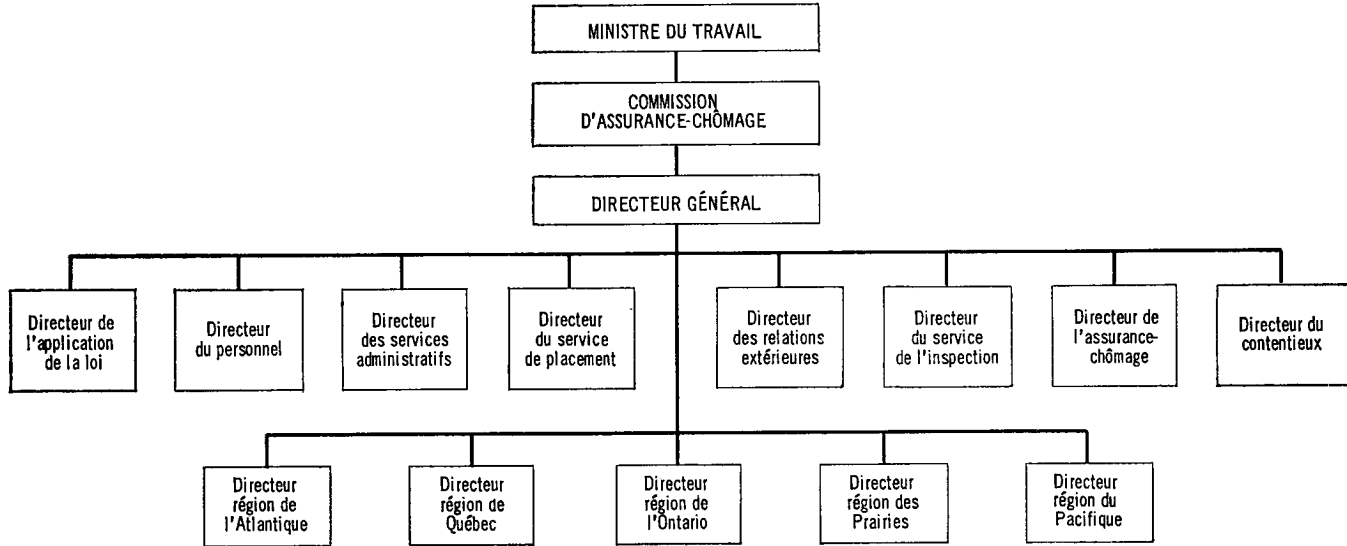 MINISTRE DU TRAVAIL
COMMISSION
D'ASSURANCE-CHÔMAGE
DIRECTEUR GÉNÉRAL
Directeur de
l'application
de la loi
Directeur
du personnel
Directeur
des services
administratifs
Directeur
du service
de placement
Directeur
des relations
extérieures
Directeur
du service
de l'inspection
Directeur de
l'assurance-
chômage
Directeur du
contentieux
Directeur
région de
l'Atlantique
Directeur
région de
Québec
Directeur
région de
l'Ontario
Directeur
région des
Prairies
Directeur
région du
Pacifique